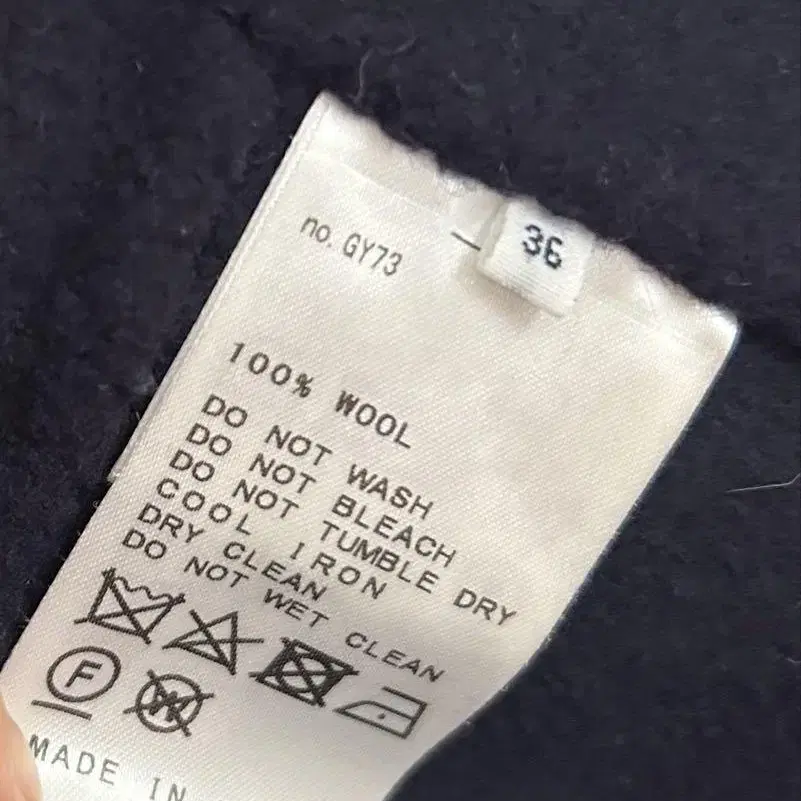 no. GY73
36
100% WOOL
DO NOT WASH
DO NOT BLEACH
DO NOT TUMBLE DRY
COOL IRON
DRY CLEAN
DO NOT WET CLEAN
F
W
MADE IN